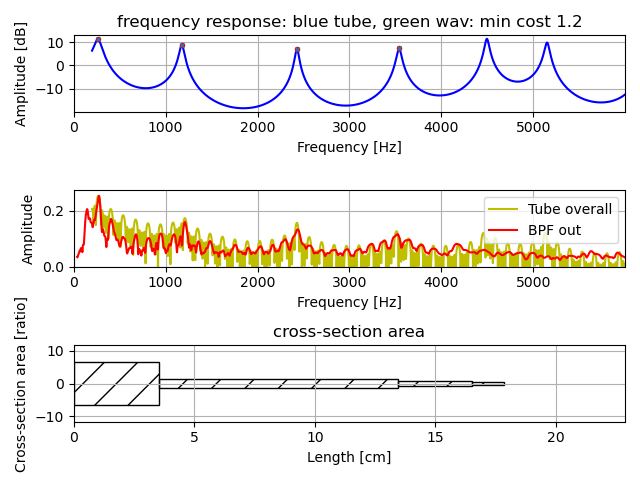 frequency response: blue tube, green wav: min cost 1.2
Amplitude [dB]
10
0
−10
0 1000 2000 3000 4000 5000
Frequency [Hz]
Amplitude
0.2
0.0
Tube overall
BPF out
0 1000 2000 3000 4000 5000
Frequency [Hz]
cross-section area
Cross-section area [ratio]
10
0
−10
0 5 10 15 20
Length [cm]